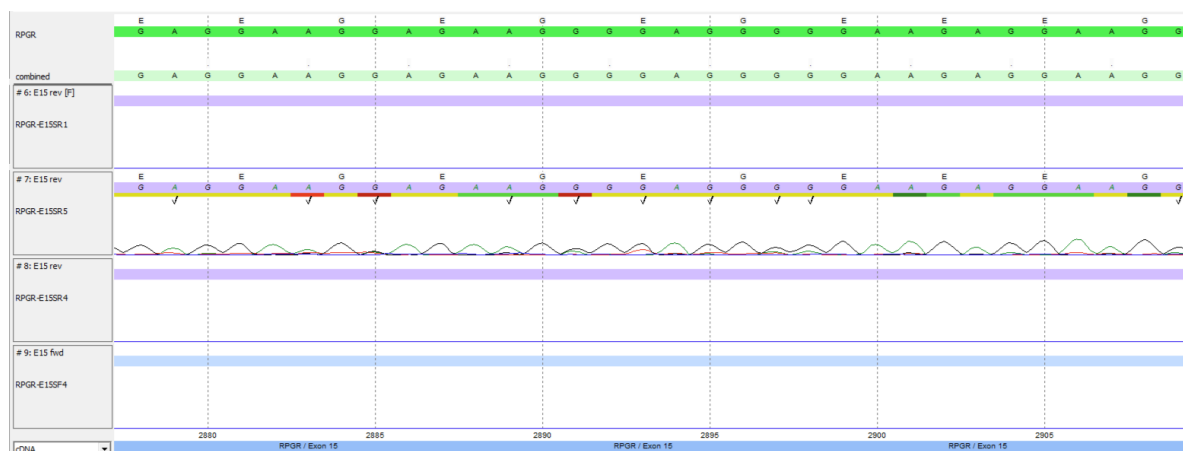 E E G E G E G E E E G
RPGR G A G G A A G G A G A A G G G G A G G G G G A A G A G G A A G G
combined G A G G A A G G A G A A G G G G A G G G G G A A G A G G A A G G
# 6: E15 rev [F]
RPGR-E15SR1
# 7: E15 rev E E G E G E G E E E G
G A G G A A G G A G A A G G G G A G G G G G A A G A G G A A G G
RPGR-E15SR5
# 8: E15 rev
RPGR-E15SR4
# 9: E15 fwd
RPGR-E15SF4
2880 2885 2890 2895 2900 2905
cDNA RPGR / Exon 15 RPGR / Exon 15 RPGR / Exon 15